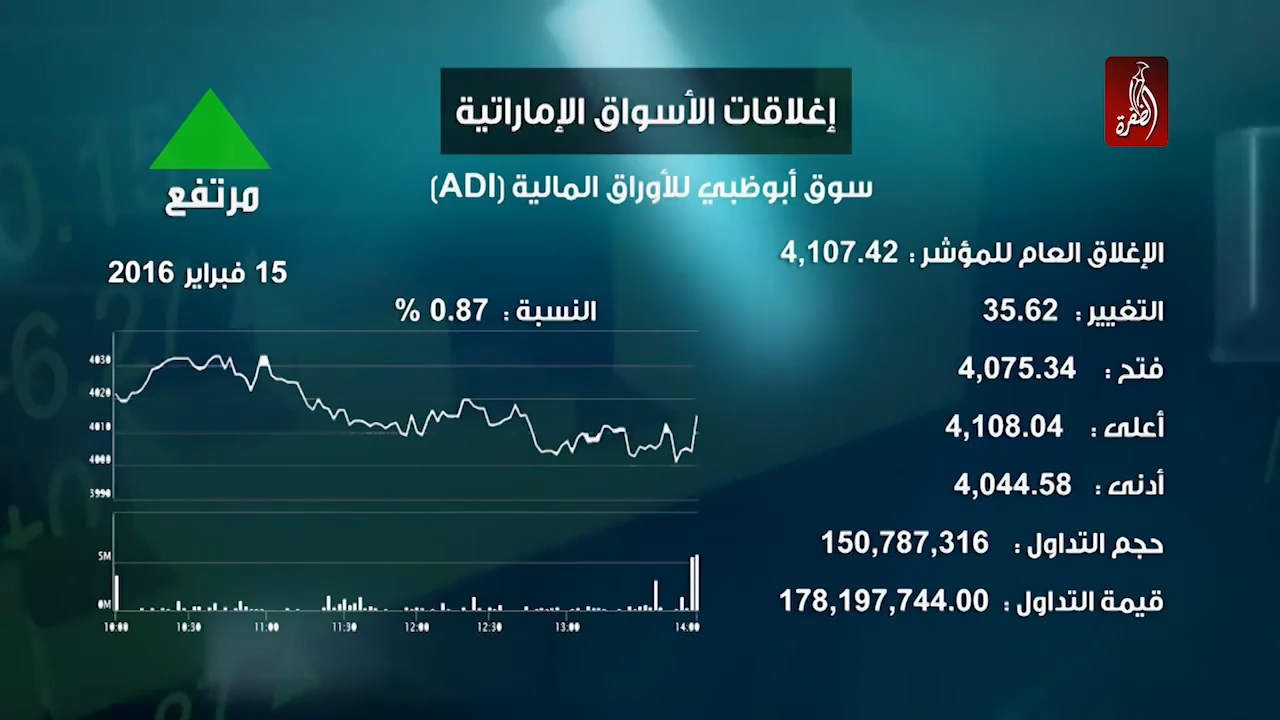 إغلاقات الأسواق الإماراتية
الظفرة
سوق أبوظبي للأوراق المالية (ADI)
مرتفع
15 فبراير 2016
الإغلاق العام للمؤشر : 4,107.42
التغيير : 35.62
النسبة : 0.87 %
فتح : 4,075.34
أعلى : 4,108.04
أدنى : 4,044.58
حجم التداول : 150,787,316
قيمة التداول : 178,197,744.00
4030
4020
4010
4000
3990
5M
0M
10:00 10:30 11:00 11:30 12:00 12:30 13:00 14:00